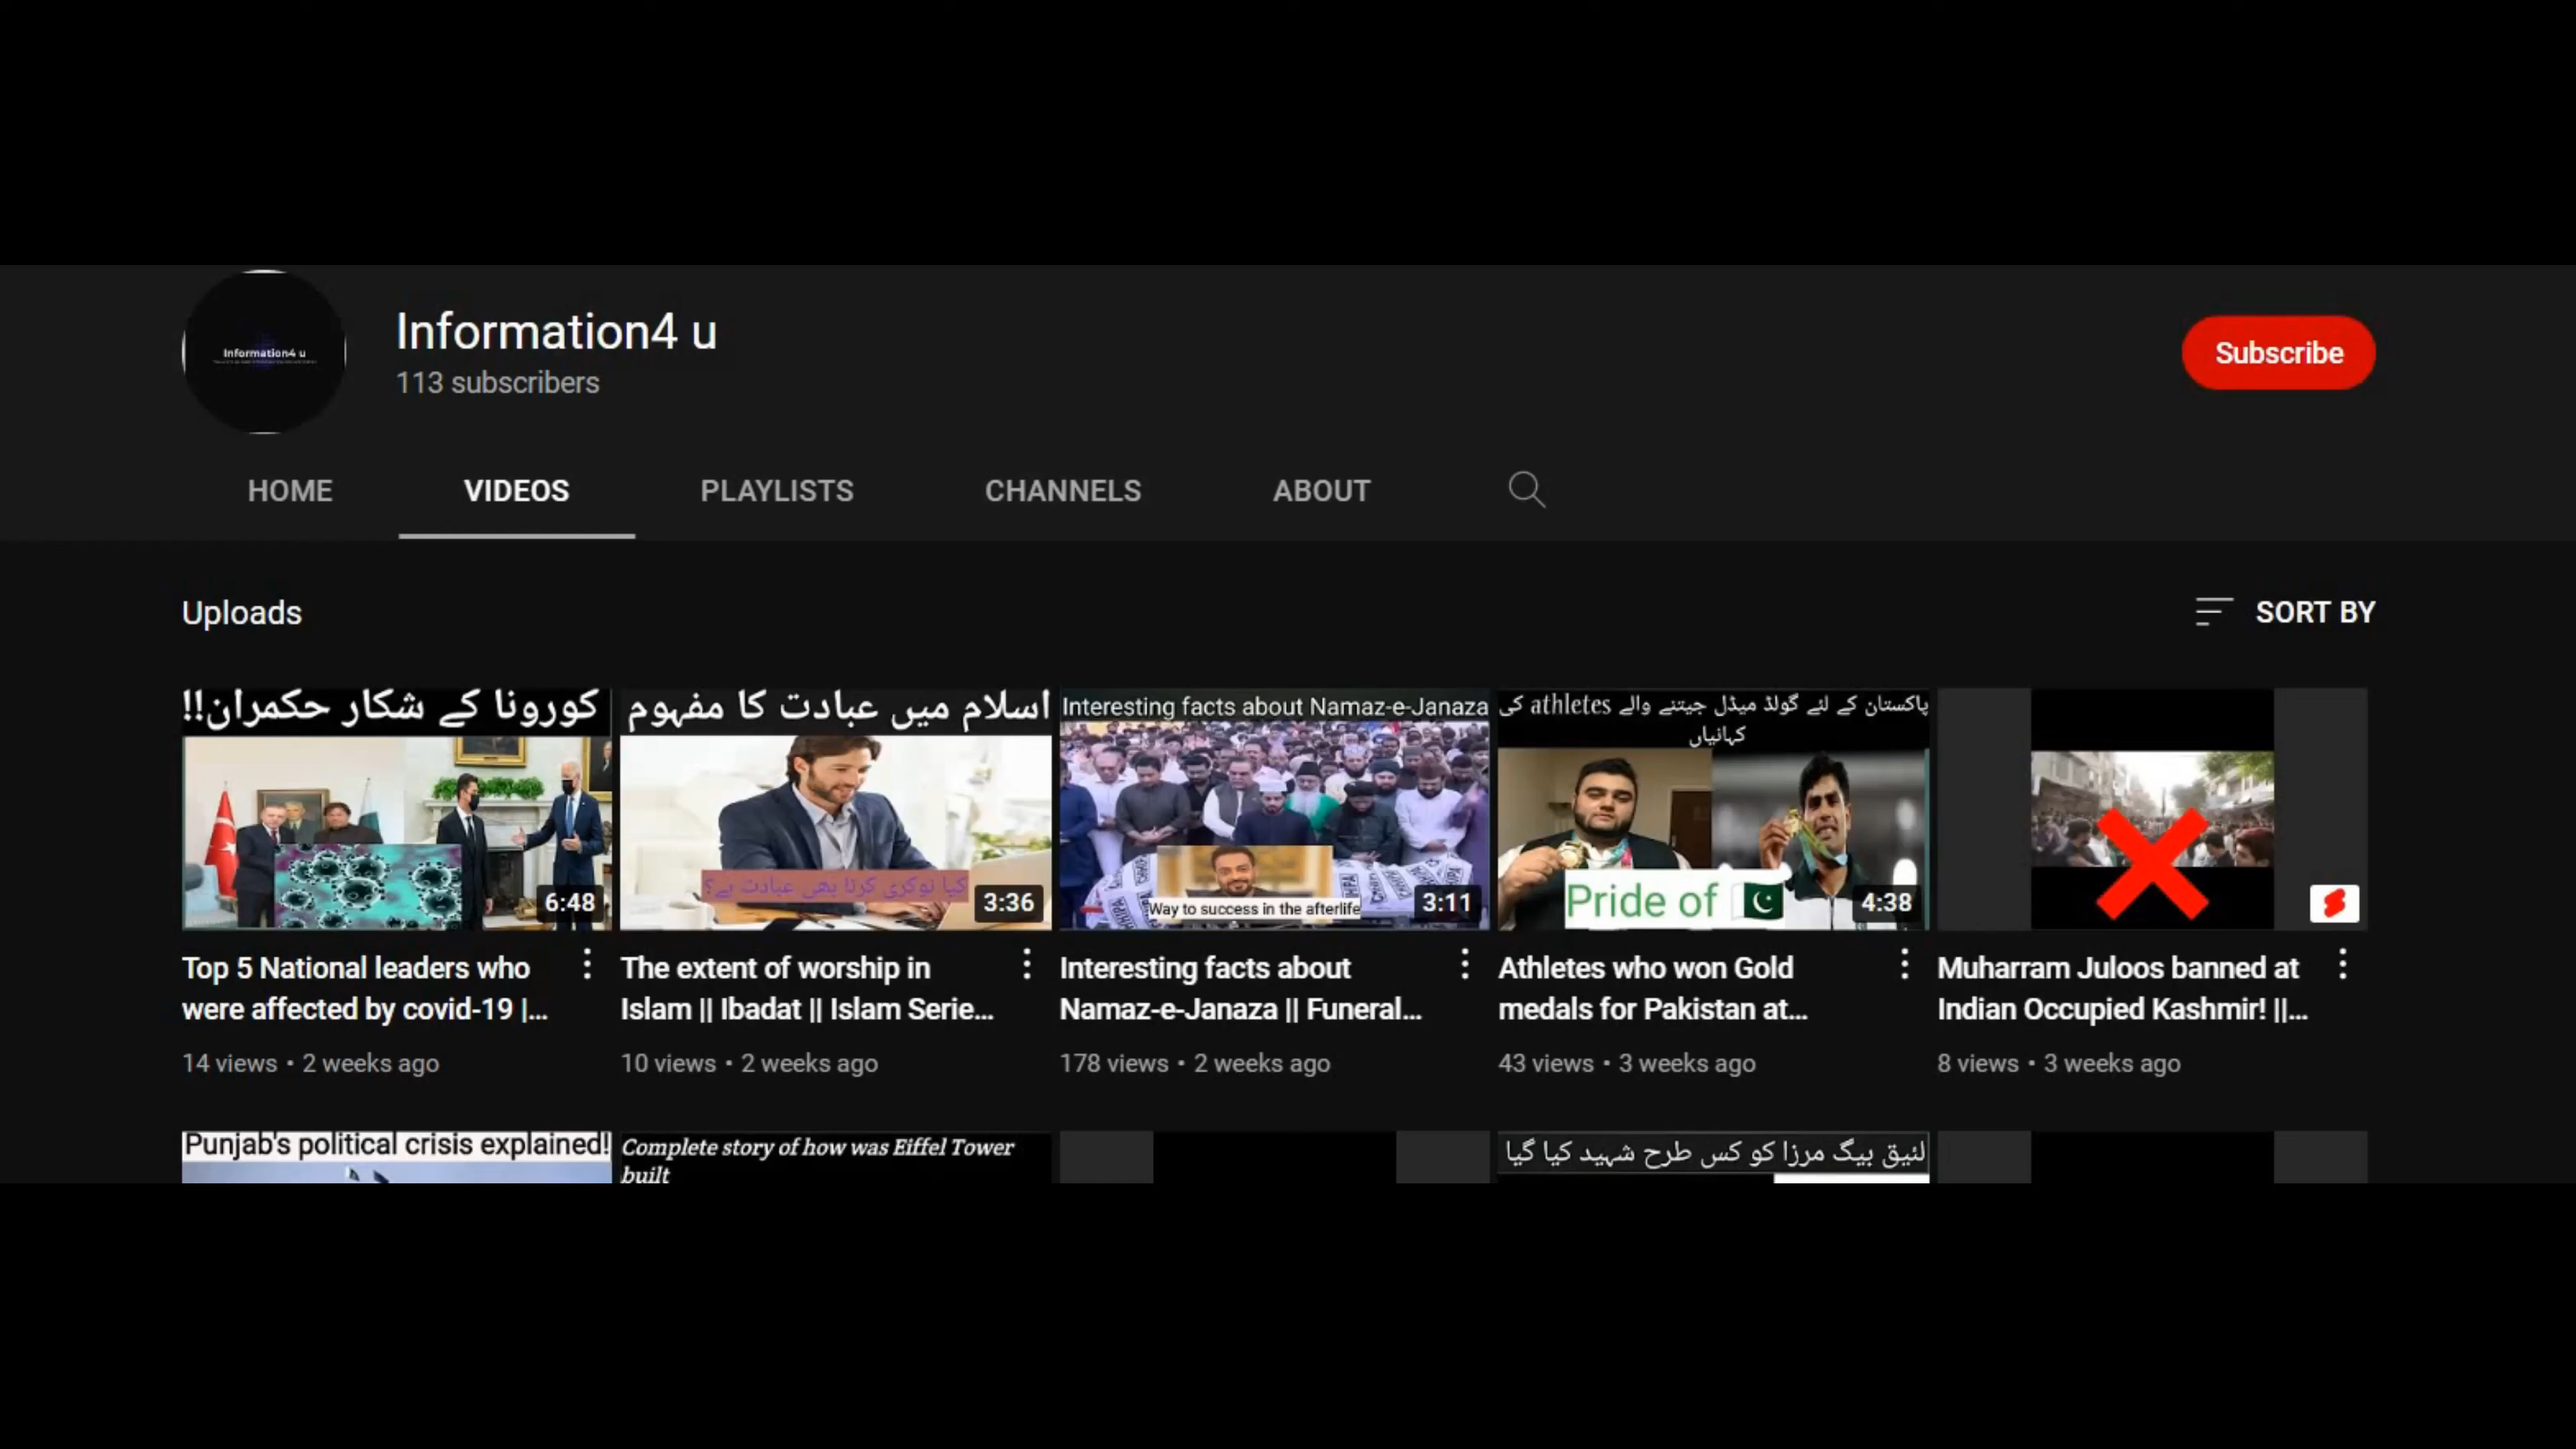 Information4 u
Information4 u
113 subscribers
Subscribe
HOME
VIDEOS
PLAYLISTS
CHANNELS
ABOUT
Uploads
SORT BY
کورونا کے شکار حکمران!!
6:48
Top 5 National leaders who
were affected by covid-19 |...
14 views • 2 weeks ago
اسلام میں عبادت کا مفہوم
کیا نوکری کرنا بھی عبادت ہے؟
3:36
The extent of worship in
Islam || Ibadat || Islam Serie...
10 views • 2 weeks ago
Interesting facts about Namaz-e-Janaza
Way to success in the afterlife
3:11
Interesting facts about
Namaz-e-Janaza || Funeral...
178 views • 2 weeks ago
پاکستان کے لئے گولڈ میڈل جیتنے والے athletes کی
کہانیاں
Pride of
4:38
Athletes who won Gold
medals for Pakistan at...
43 views • 3 weeks ago
Muharram Juloos banned at
Indian Occupied Kashmir! ||...
8 views • 3 weeks ago
Punjab's political crisis explained!
Complete story of how was Eiffel Tower
built
لئیق بیگ مرزا کو کس طرح شہید کیا گیا